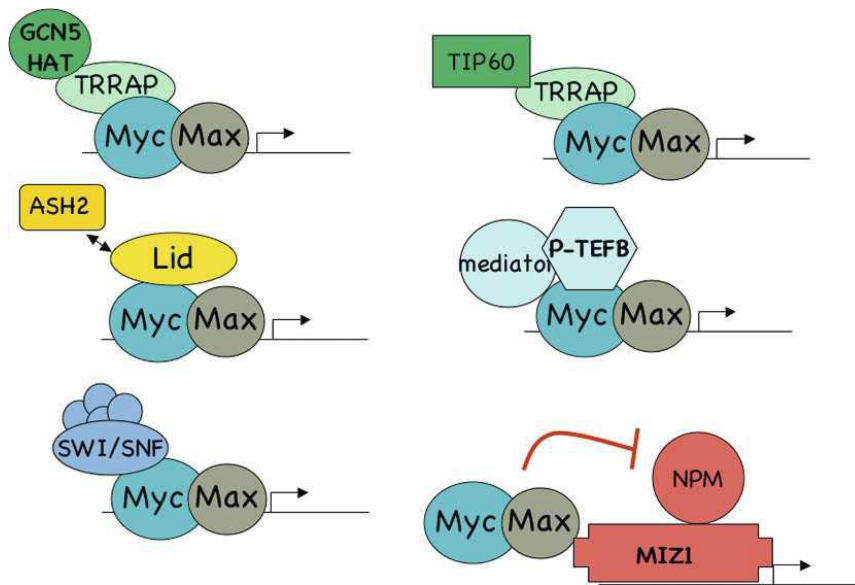 GCN5
HAT
TRRAP
Myc Max
TIP60
TRRAP
Myc Max
ASH2
Lid
Myc Max
mediator
P-TEFB
Myc Max
SWI/SNF
Myc Max
NPM
Myc Max
MIZ1